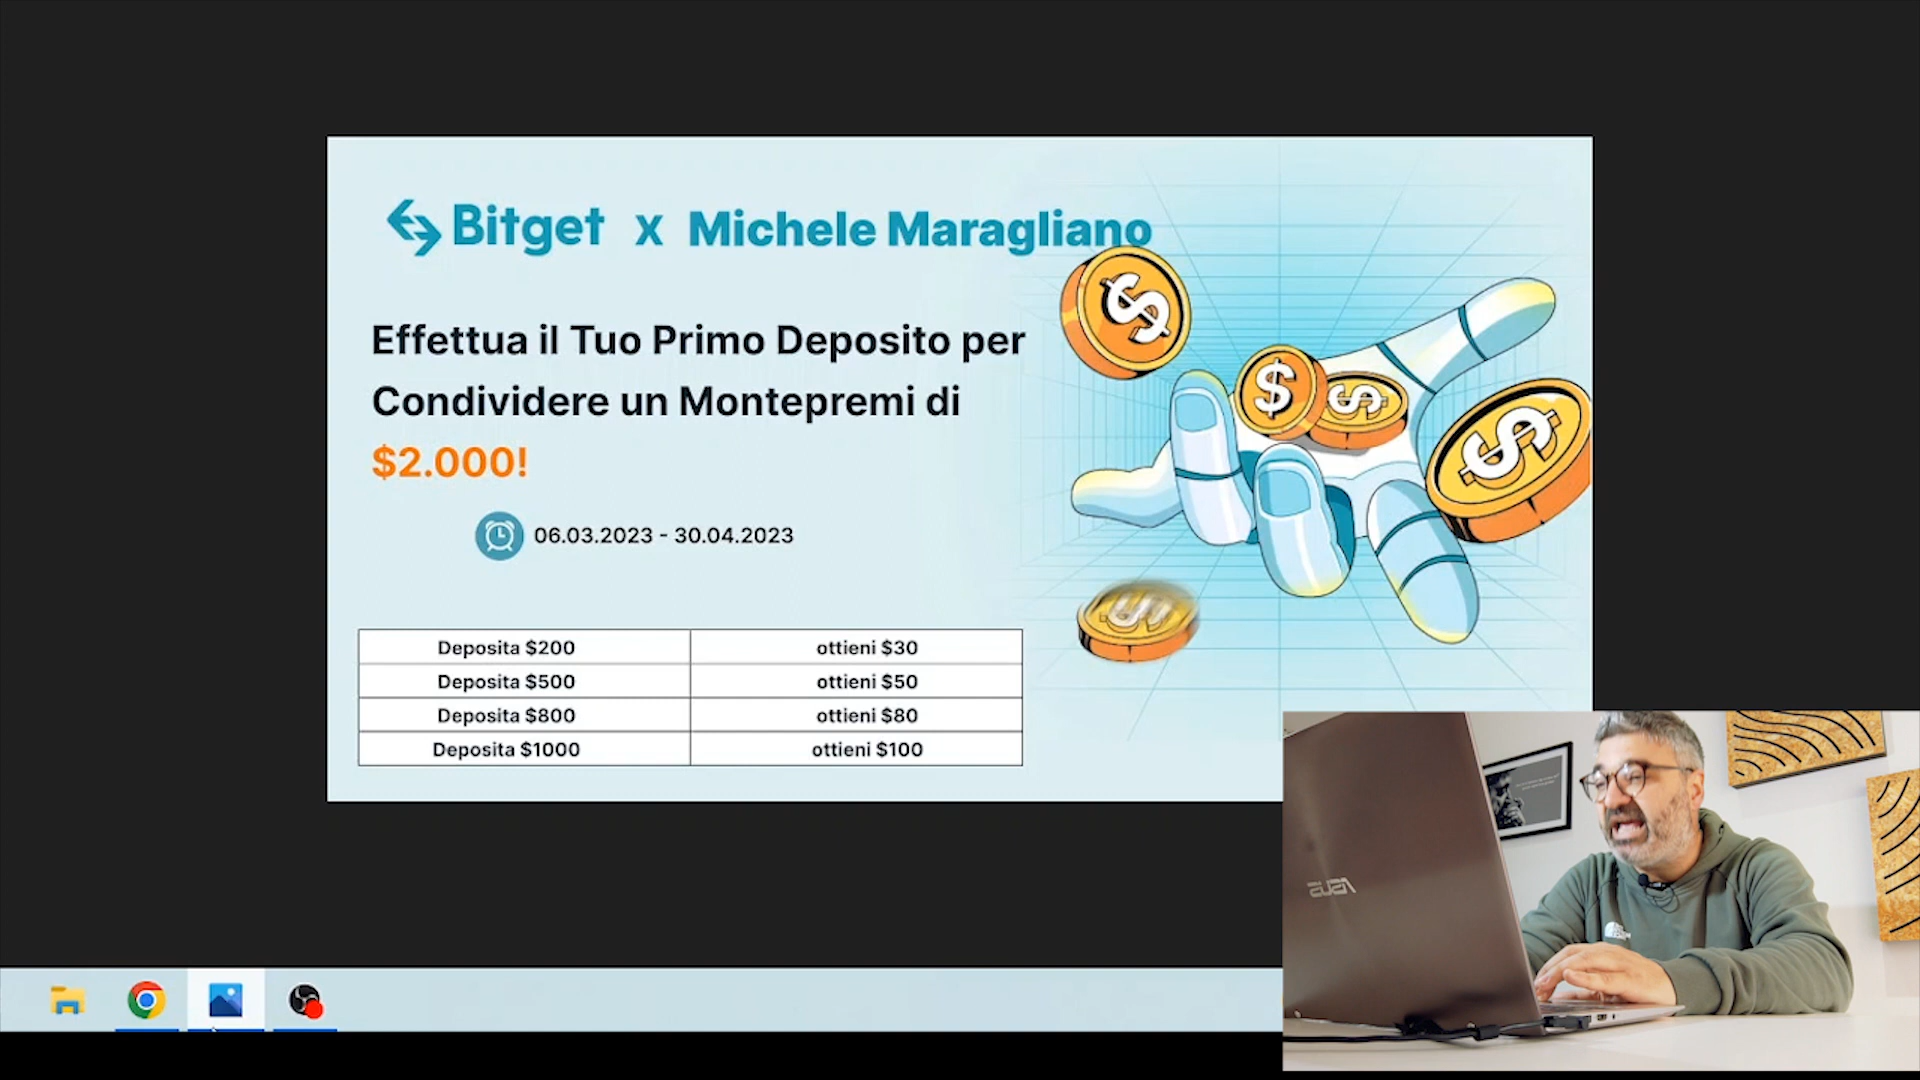 Bitget x Michele Maragliano
Effettua il Tuo Primo Deposito per
Condividere un Montepremi di
$2.000!
06.03.2023 - 30.04.2023
Deposita $200 ottieni $30
Deposita $500 ottieni $50
Deposita $800 ottieni $80
Deposita $1000 ottieni $100
ASUS